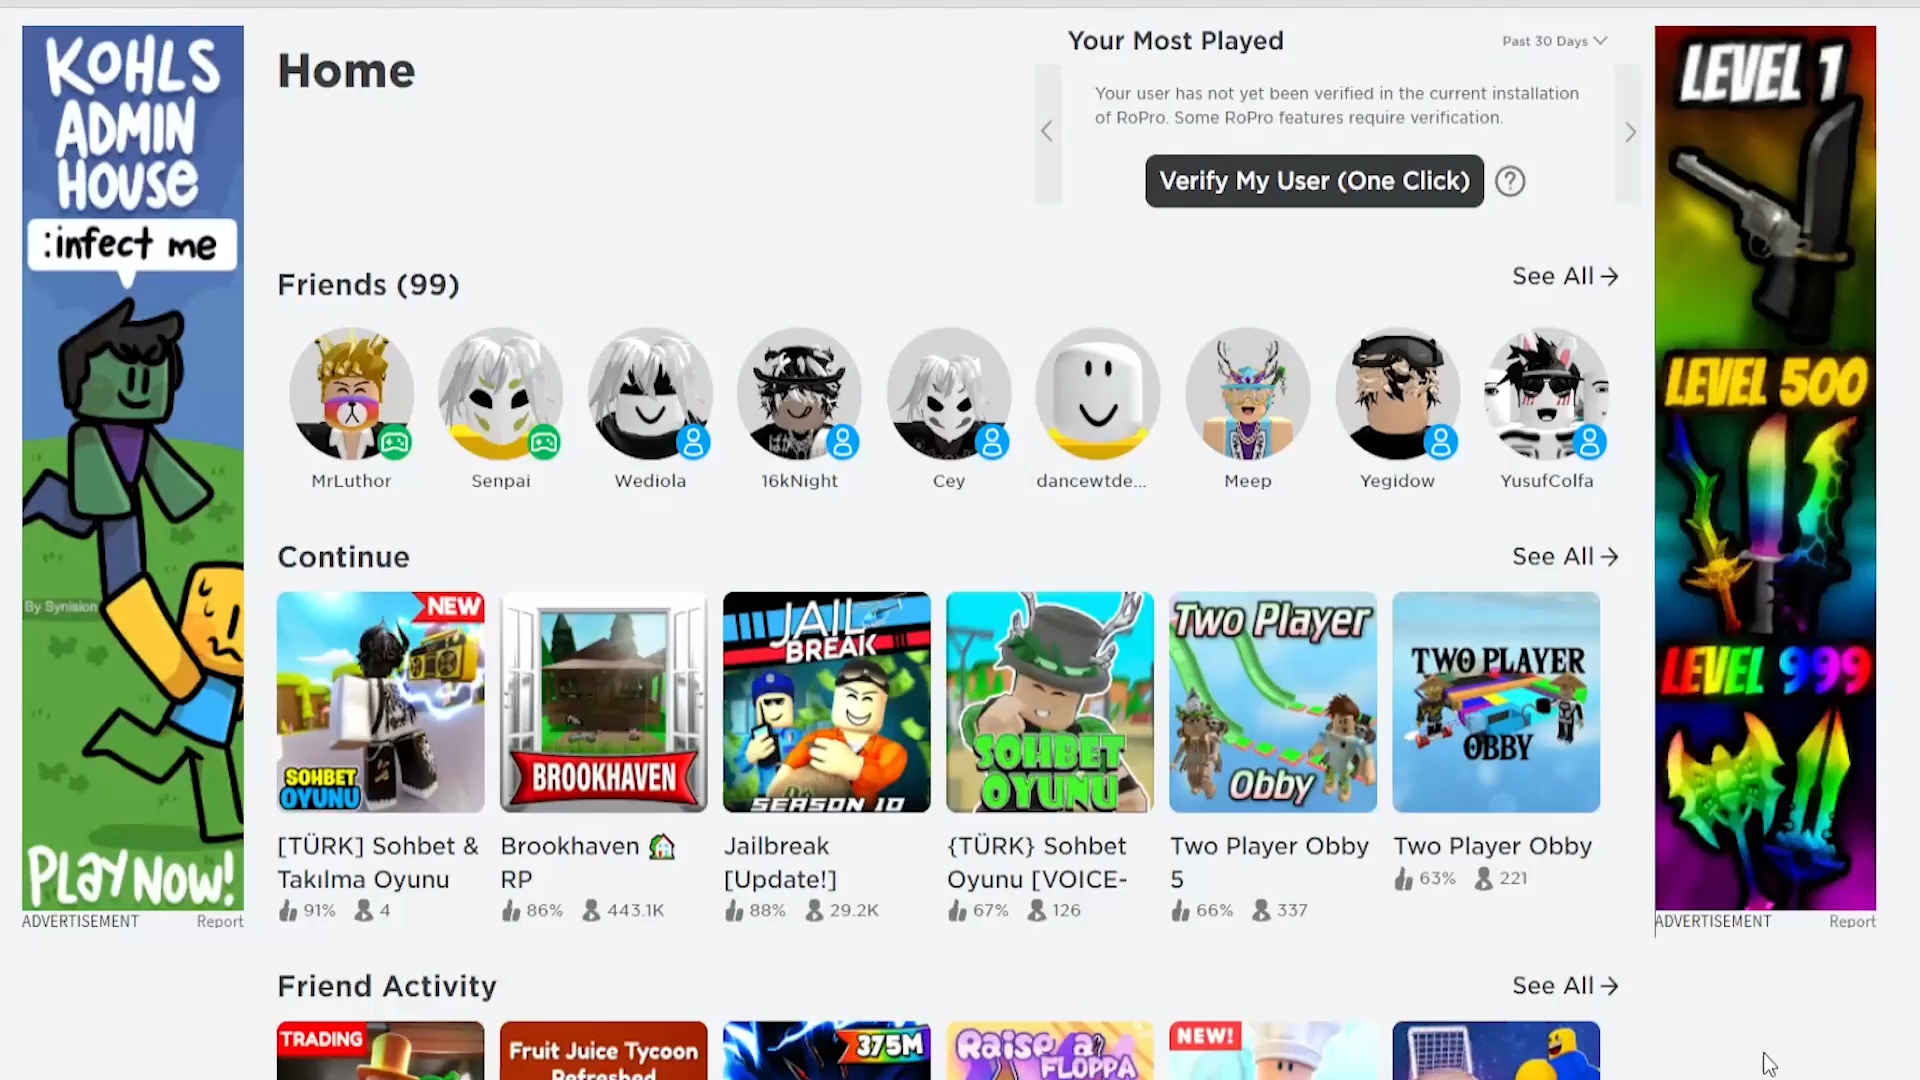 KOHLS
ADMIN
HOUSE
:infect me
By Synision
PLAY NOW!
ADVERTISEMENT
Report
Home
Your Most Played
Past 30 Days
Your user has not yet been verified in the current installation
of RoPro. Some RoPro features require verification.
Verify My User (One Click)
?
Friends (99)
See All
MrLuthor
Senpai
Wediola
16kNight
Cey
dancewtde...
Meep
Yegidow
YusufColfa
Continue
See All
NEW
SOHBET
OYUNU
BROOKHAVEN
JAIL
BREAK
SEASON 10
SOHBET
OYUNU
Two Player
Obby
TWO PLAYER
OBBY
[TÜRK] Sohbet &
Takılma Oyunu
91% 4
Brookhaven 🏡
RP
86% 443.1K
Jailbreak
[Update!]
88% 29.2K
{TÜRK} Sohbet
Oyunu [VOICE-
67% 126
Two Player Obby
5
66% 337
Two Player Obby
63% 221
Friend Activity
See All
TRADING
Fruit Juice Tycoon
Refreshed
375M
Raise a
FLOPPA
NEW!
LEVEL 1
LEVEL 500
LEVEL 999
ADVERTISEMENT
Report